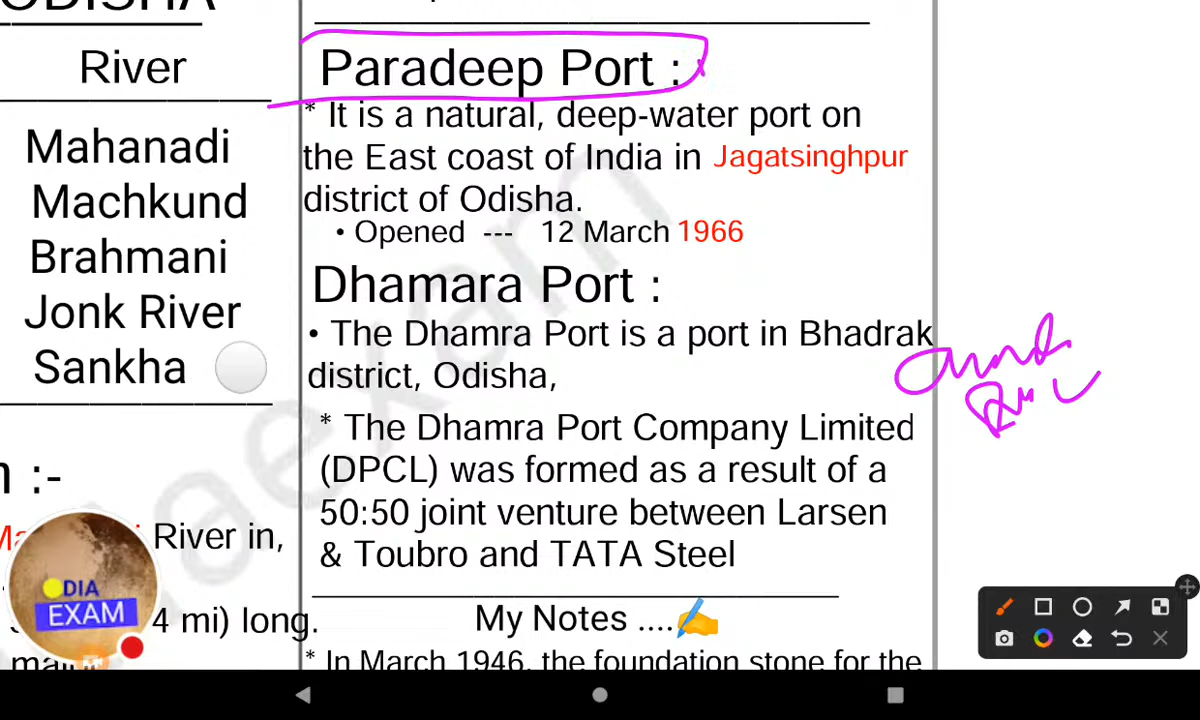 ODISHA
River
Mahanadi
Machkund
Brahmani
Jonk River
Sankha
:-
River in,
4 mi) long.
Paradeep Port :
* It is a natural, deep-water port on
the East coast of India in Jagatsinghpur
district of Odisha.
• Opened --- 12 March 1966
Dhamara Port :
• The Dhamra Port is a port in Bhadrak
district, Odisha,
* The Dhamra Port Company Limited
(DPCL) was formed as a result of a
50:50 joint venture between Larsen
& Toubro and TATA Steel
My Notes ....✍
* In March 1946, the foundation stone for the
ODIA
EXAM